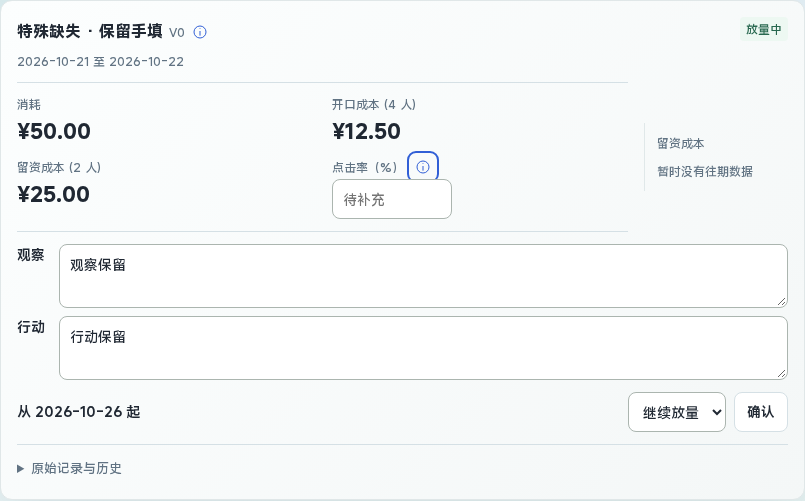 特殊缺失 · 保留手填 V0
放量中
2026-10-21 至 2026-10-22
消耗
¥50.00
开口成本 (4 人)
¥12.50
留资成本 (2 人)
¥25.00
点击率 (%)
待补充
留资成本
暂时没有往期数据
观察
观察保留
行动
行动保留
从 2026-10-26 起
继续放量
确认
原始记录与历史